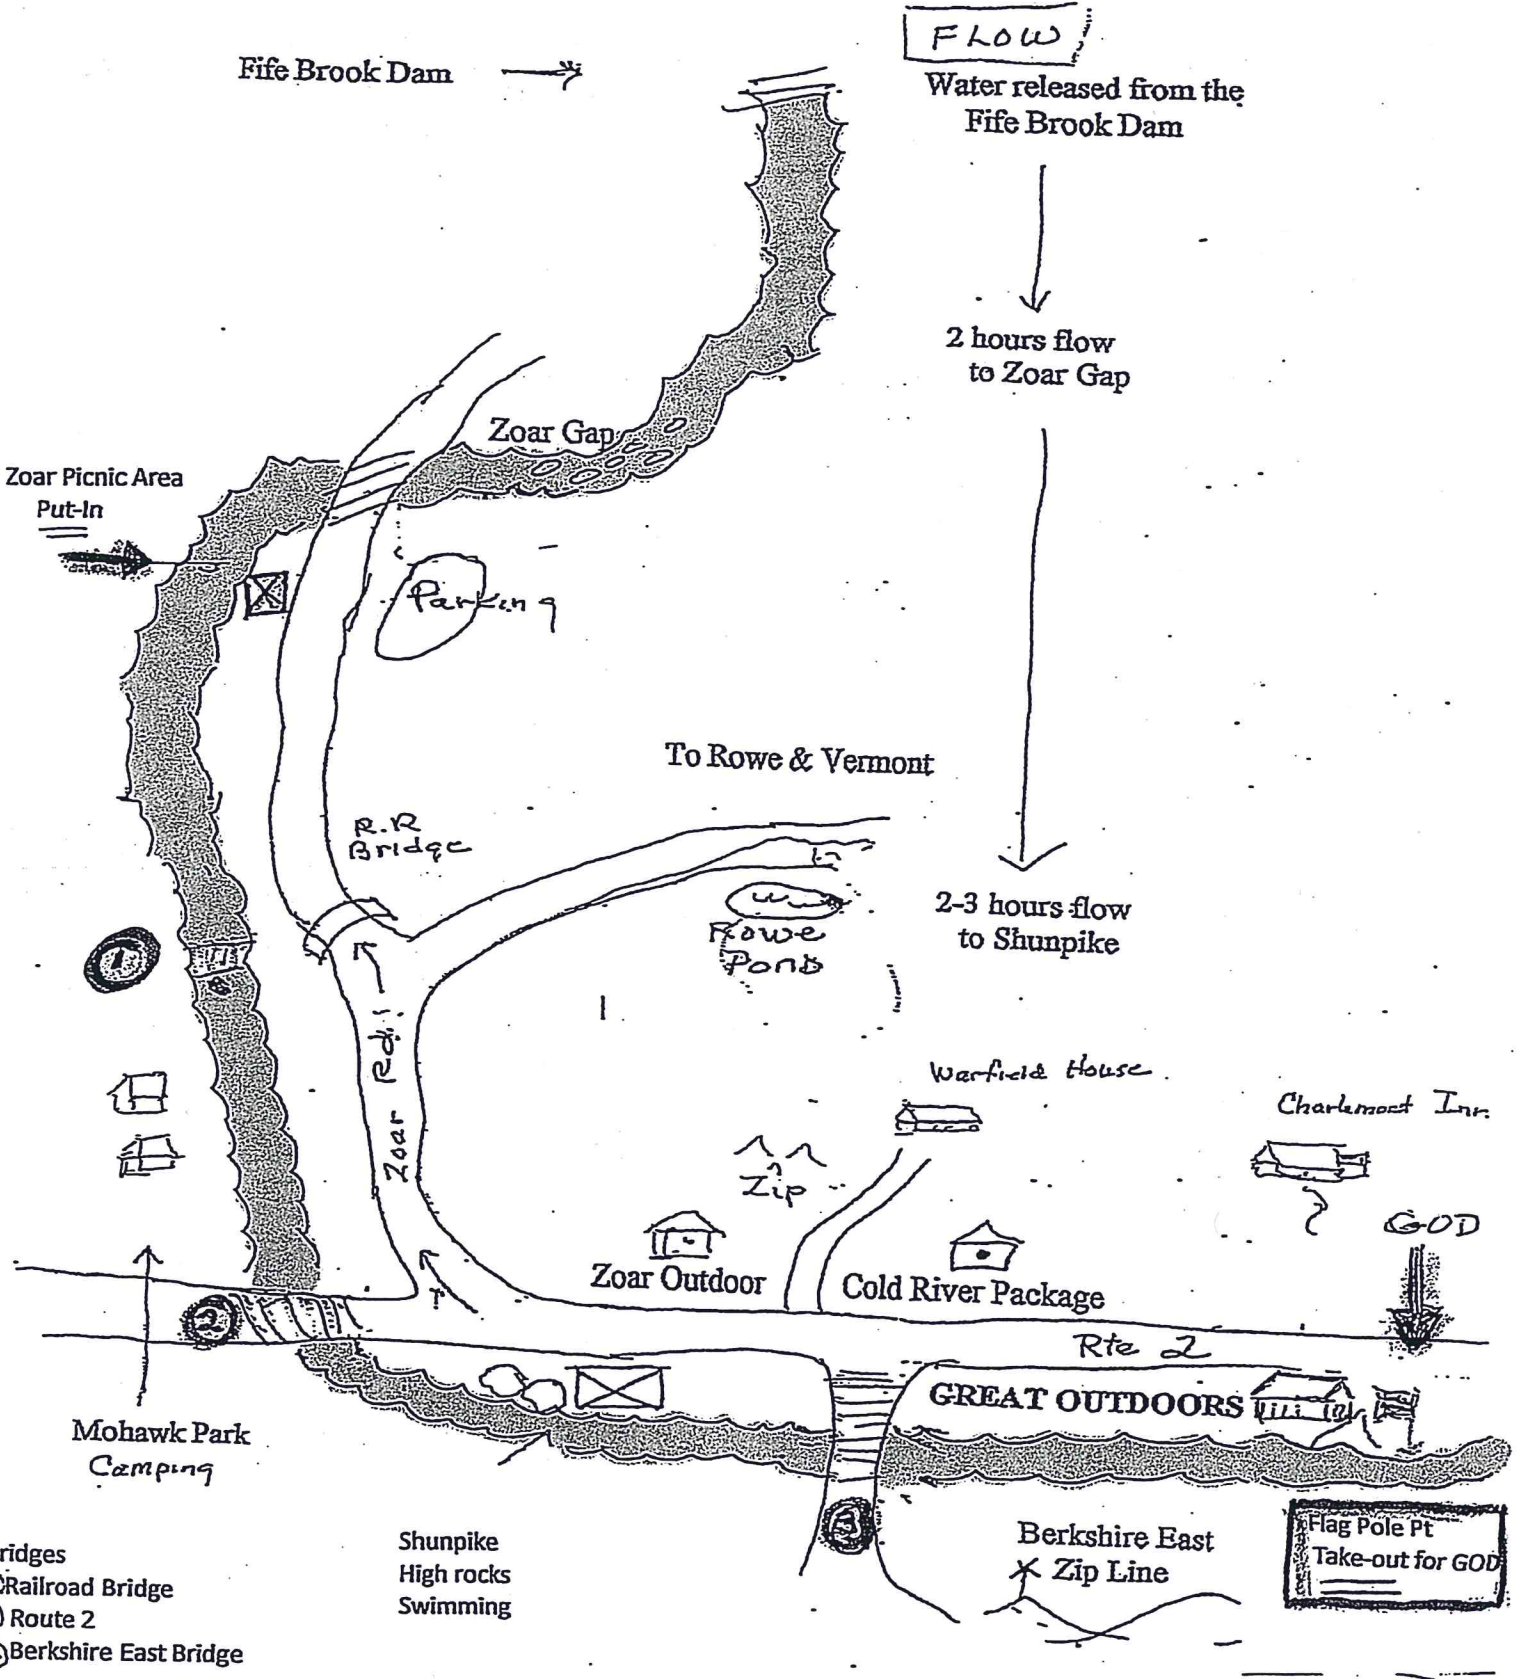 FLOW
Fife Brook Dam
Water released from the
Fife Brook Dam
2 hours flow
to Zoar Gap
Zoar Gap
Zoar Picnic Area
Put-In
Parking
To Rowe & Vermont
R.R
Bridge
2-3 hours flow
to Shunpike
Rowe
Pond
1
Zoar Rd.
Warfield House
Charlemont Inn
Zip
GOD
Zoar Outdoor
Cold River Package
2
Rte 2
GREAT OUTDOORS
Mohawk Park
Camping
3
Shunpike
High rocks
Swimming
Berkshire East
Zip Line
Flag Pole Pt
Take-out for GOD
ridges
Railroad Bridge
Route 2
Berkshire East Bridge